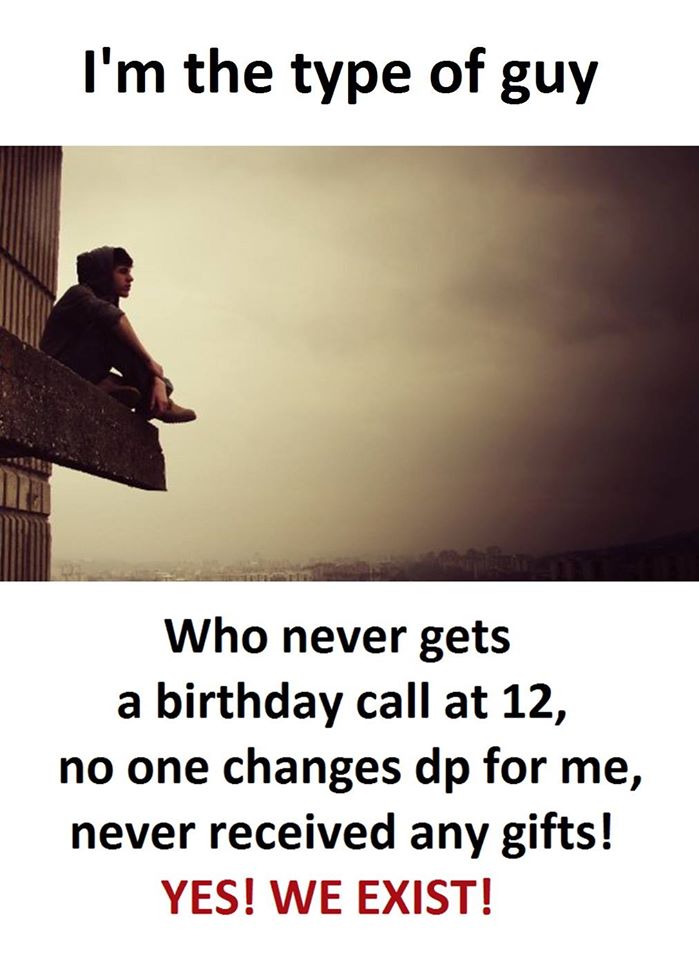 I'm the type of guy
Who never gets
a birthday call at 12,
no one changes dp for me,
never received any gifts!
YES! WE EXIST!